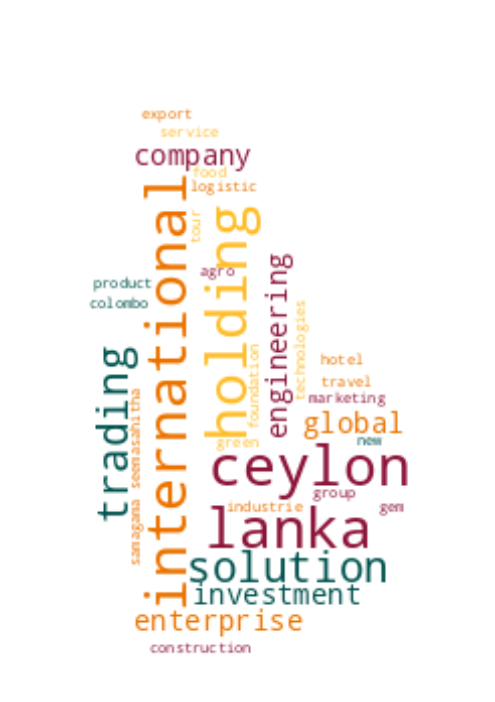 export
service
company
food
logistic
international
holding
tour
agro
engineering
product
colombo
technologies
trading
foundation
hotel
travel
marketing
samagama seemasahitha
global
green
new
ceylon
group
industrie
gem
lanka
solution
investment
enterprise
construction